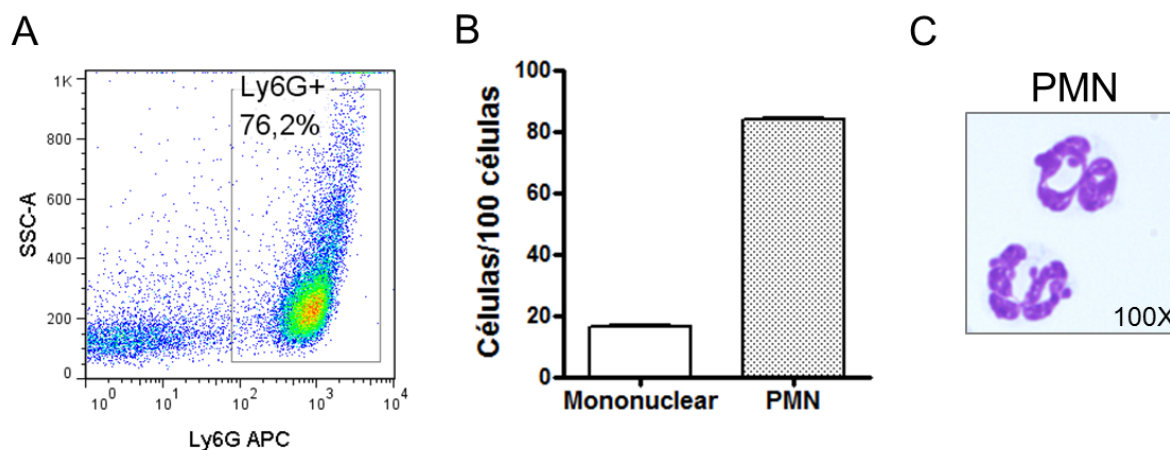 A
1K
800
600
400
200
0
SSC-A
Ly6G+
76,2%
10^0
10^1
10^2
10^3
10^4
Ly6G APC
B
100
80
60
40
20
0
Células/100 células
Mononuclear
PMN
C
PMN
100X